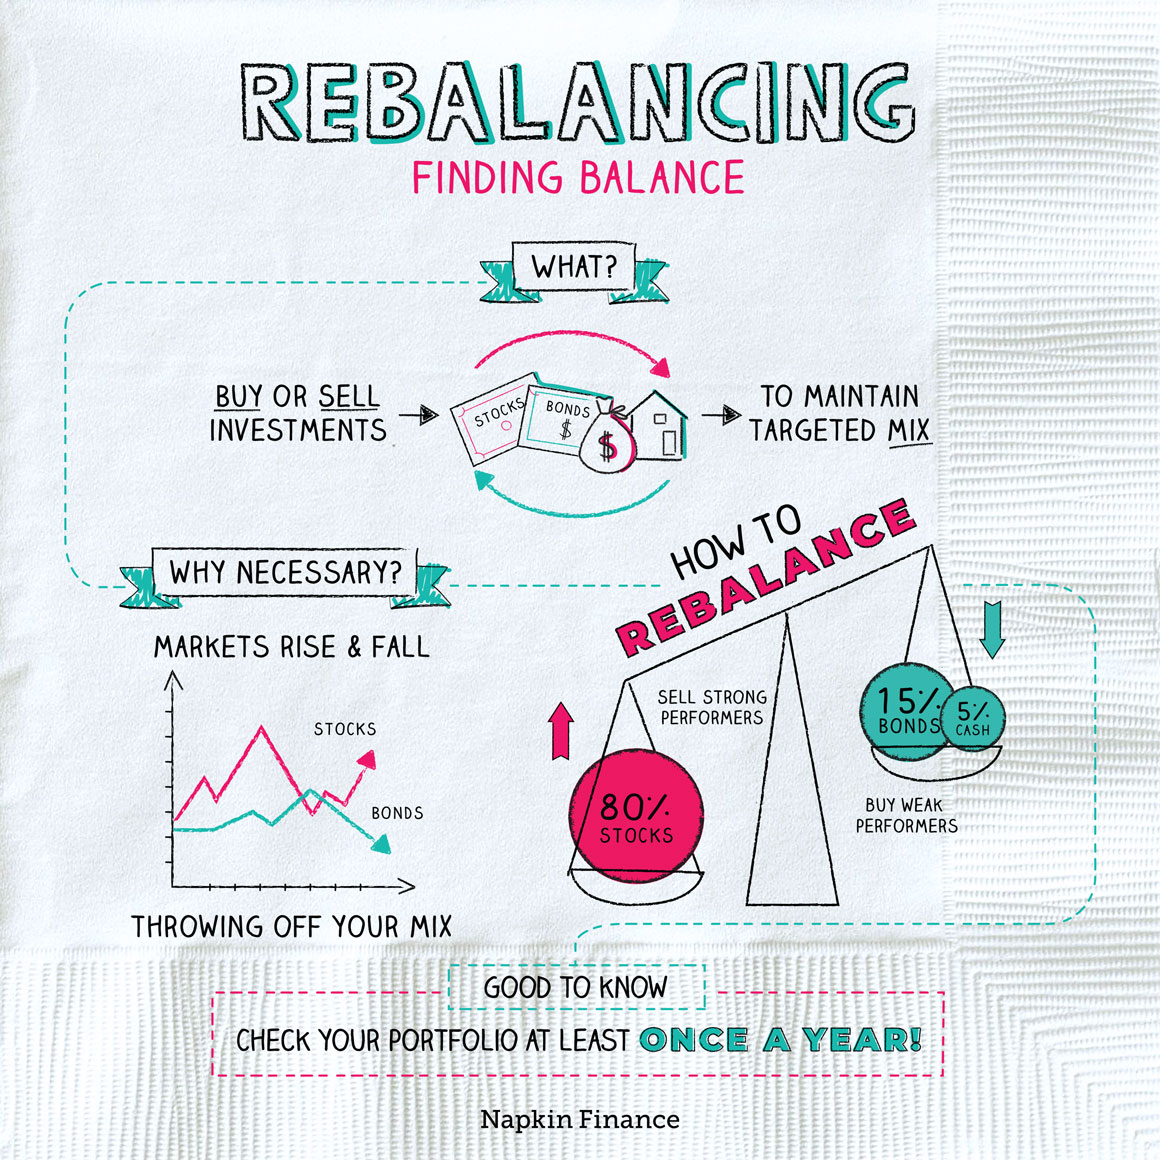 REBALANCING
FINDING BALANCE
WHAT?
BUY OR SELL
INVESTMENTS
STOCKS
BONDS
$
$
TO MAINTAIN
TARGETED MIX
WHY NECESSARY?
MARKETS RISE & FALL
STOCKS
BONDS
THROWING OFF YOUR MIX
HOW TO
REBALANCE
SELL STRONG
PERFORMERS
80%
STOCKS
15%
BONDS
5%
CASH
BUY WEAK
PERFORMERS
GOOD TO KNOW
CHECK YOUR PORTFOLIO AT LEAST ONCE A YEAR!
Napkin Finance